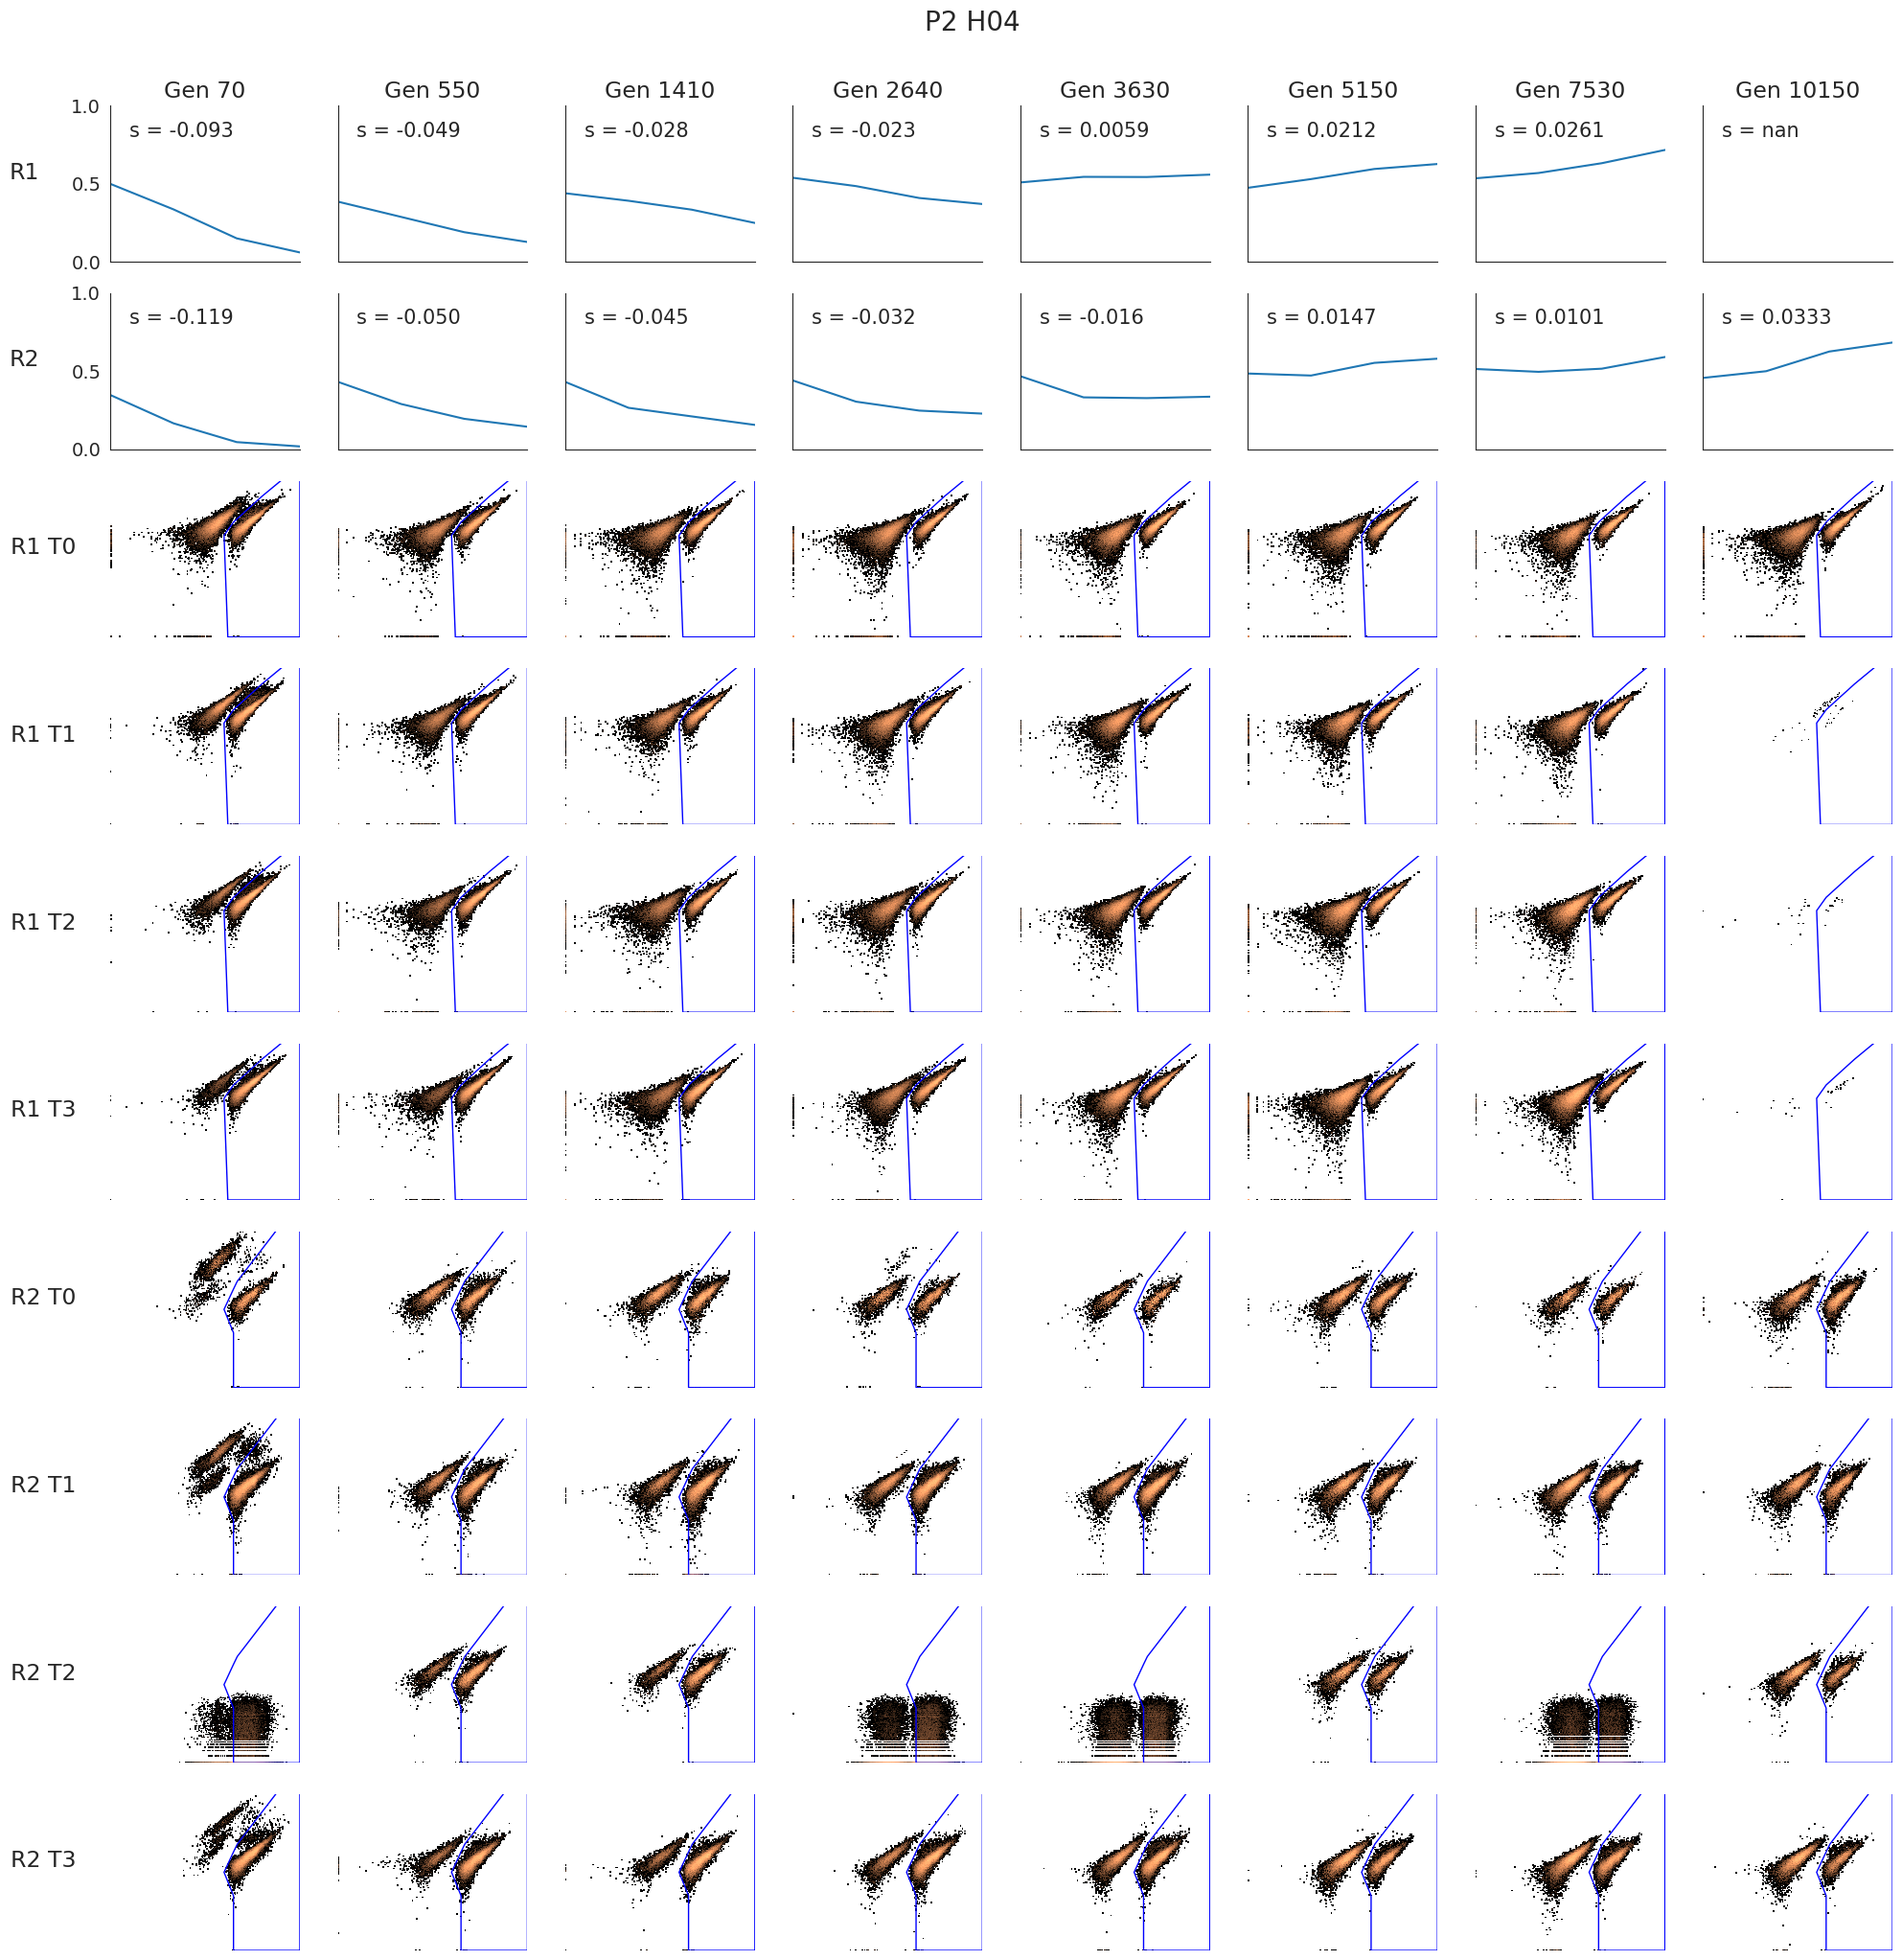 P2 H04
Gen 70 Gen 550 Gen 1410 Gen 2640 Gen 3630 Gen 5150 Gen 7530 Gen 10150
1.0
s = -0.093 s = -0.049 s = -0.028 s = -0.023 s = 0.0059 s = 0.0212 s = 0.0261 s = nan
R1
0.5
0.0
1.0
s = -0.119 s = -0.050 s = -0.045 s = -0.032 s = -0.016 s = 0.0147 s = 0.0101 s = 0.0333
R2
0.5
0.0
R1 T0
R1 T1
R1 T2
R1 T3
R2 T0
R2 T1
R2 T2
R2 T3